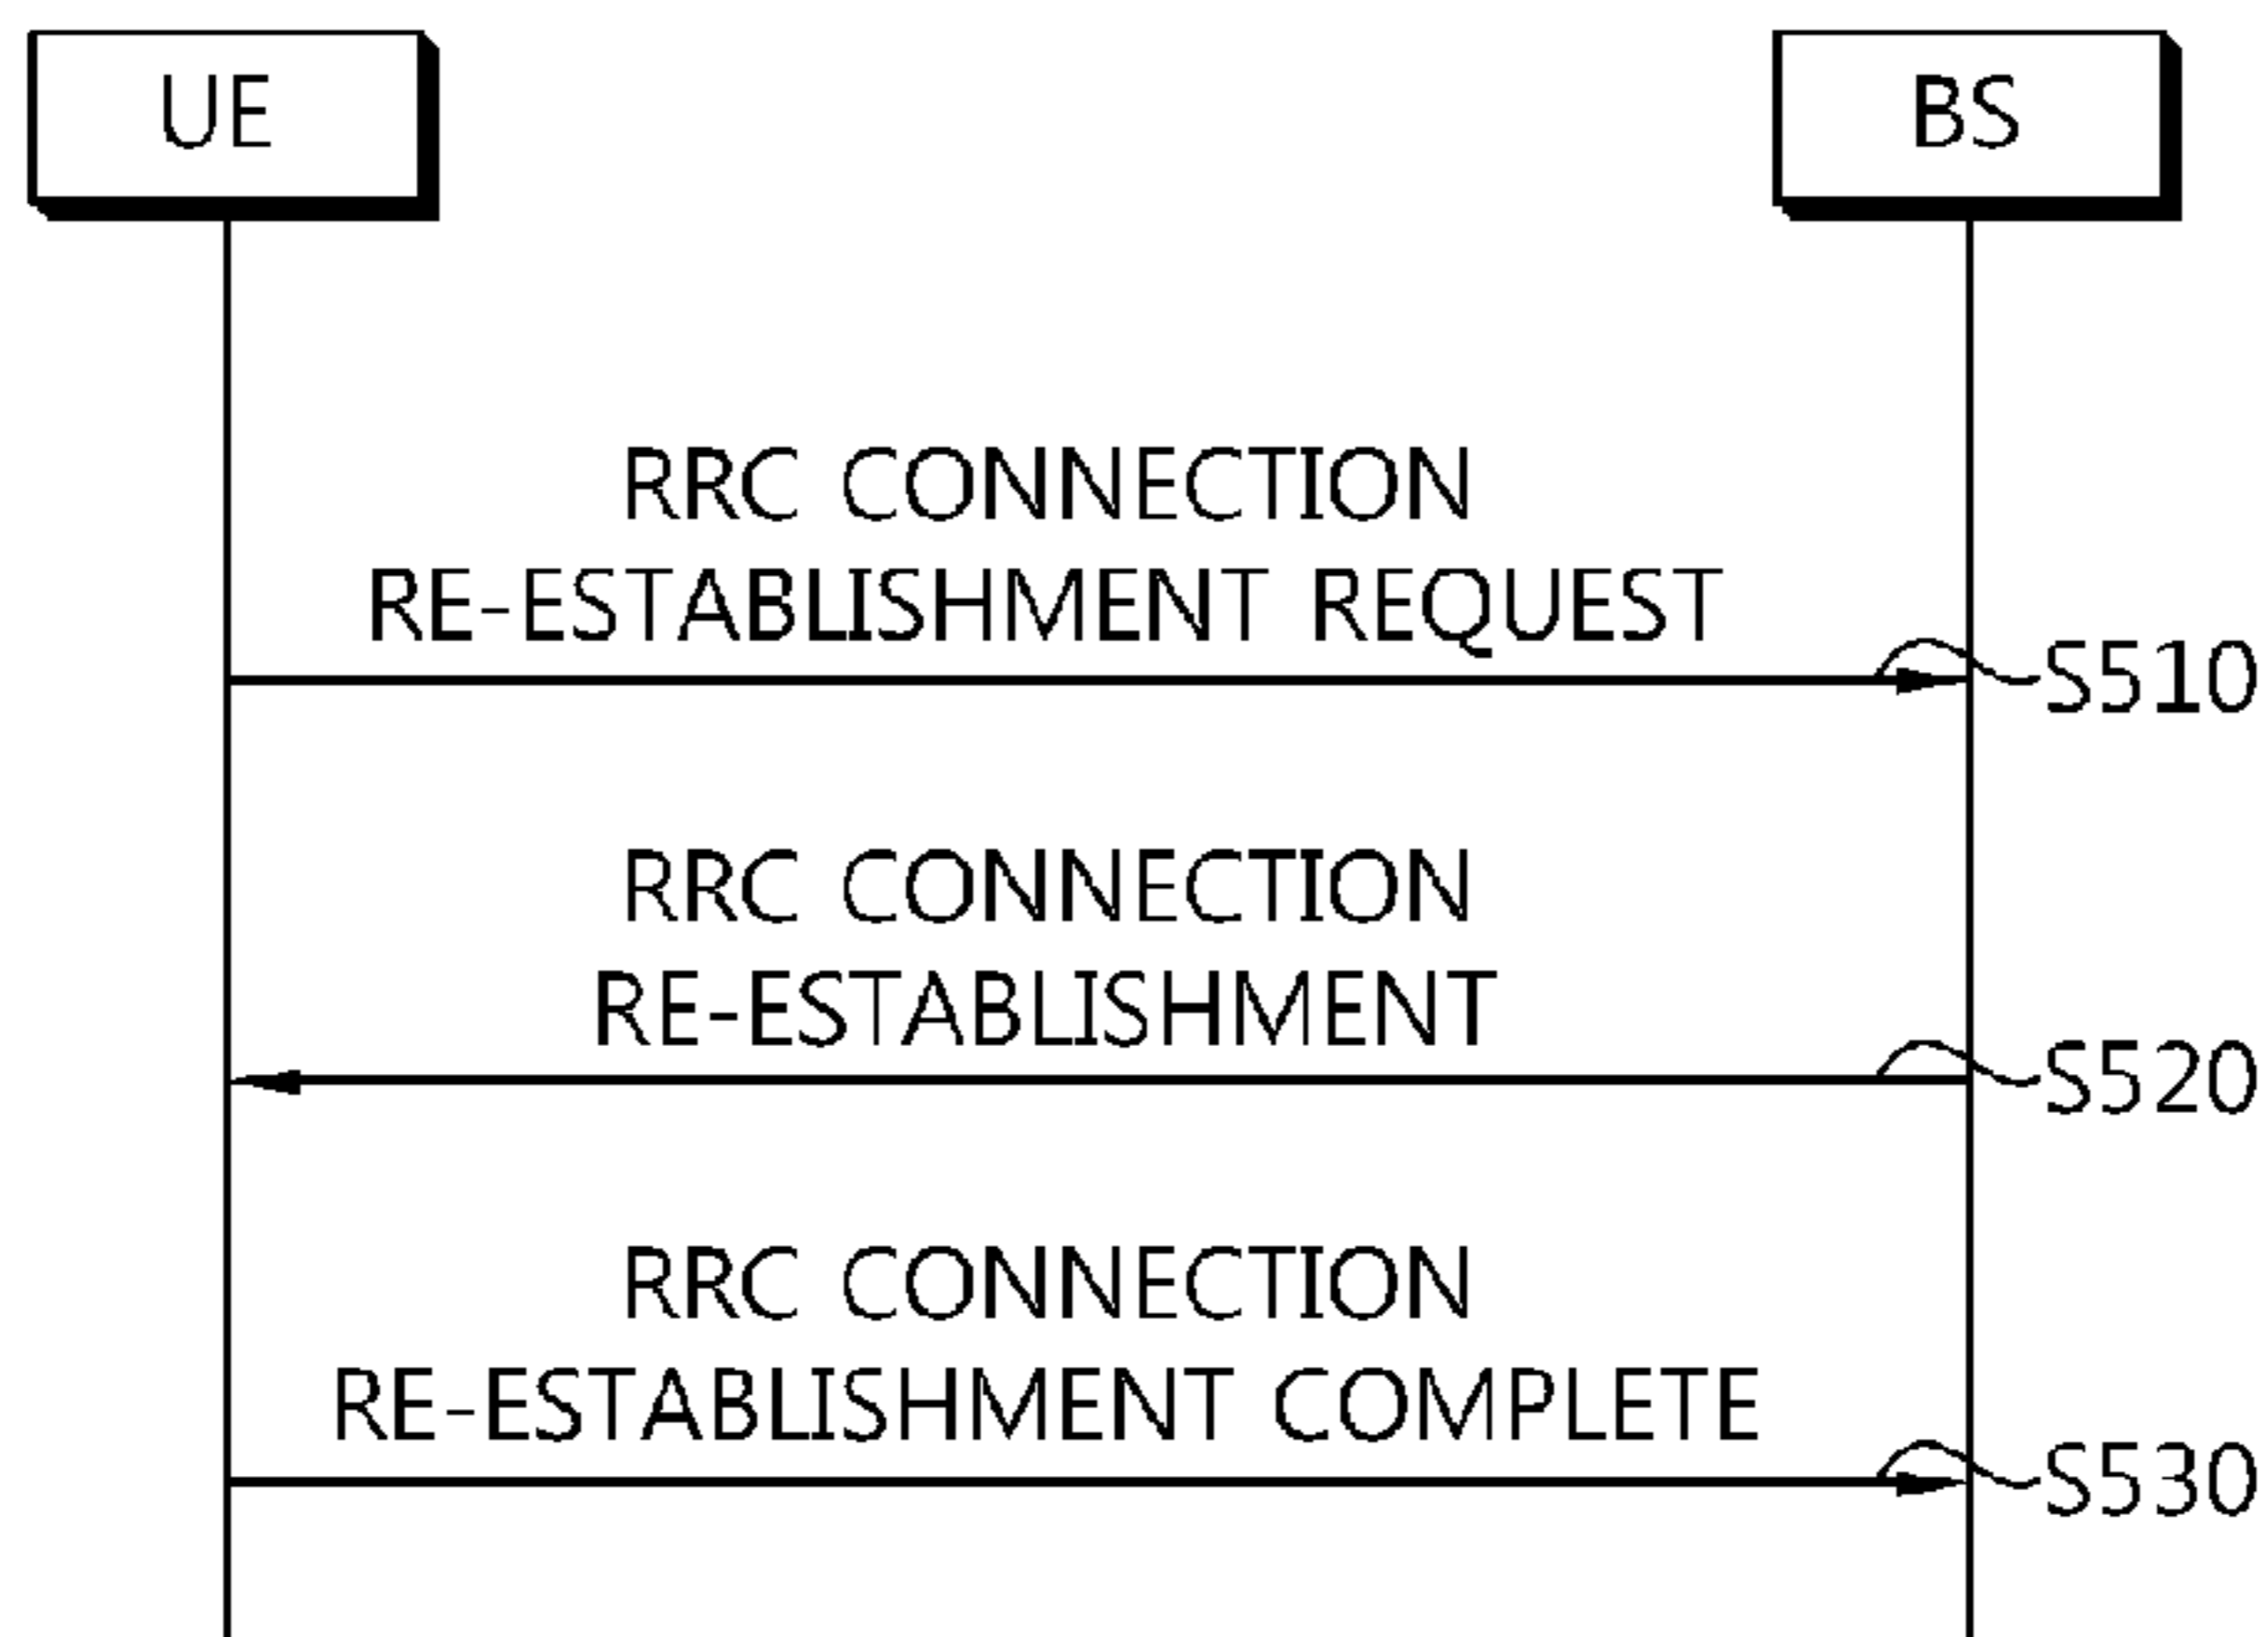 UE
BS
RRC CONNECTION
RE-ESTABLISHMENT REQUEST
S510
RRC CONNECTION
RE-ESTABLISHMENT
S520
RRC CONNECTION
RE-ESTABLISHMENT COMPLETE
S530